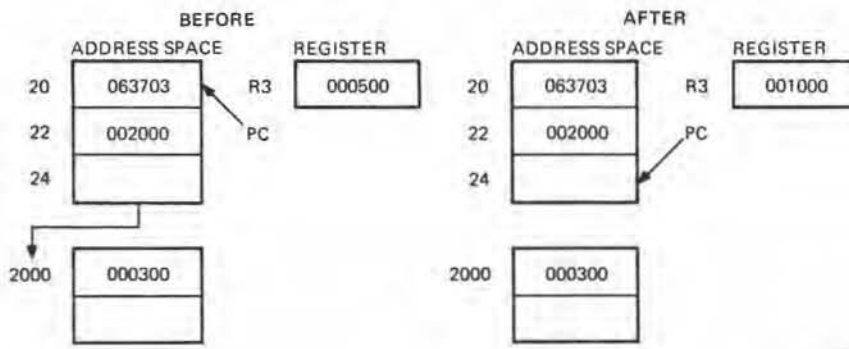 BEFORE AFTER
ADDRESS SPACE REGISTER ADDRESS SPACE REGISTER
20 063703 R3 000500 20 063703 R3 001000
22 002000 PC 22 002000 PC
24 24
2000 000300 2000 000300